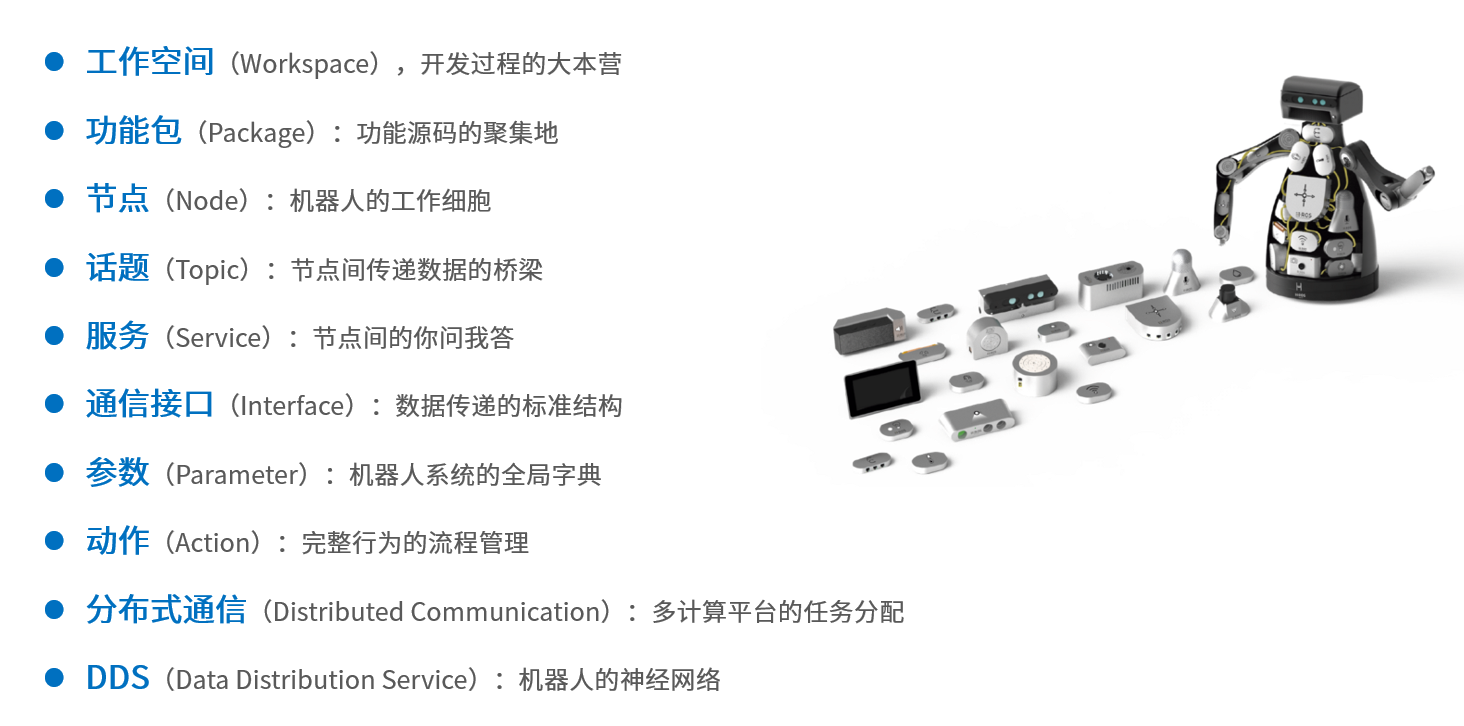 工作空间（Workspace），开发过程的大本营
功能包（Package）：功能源码的聚集地
节点（Node）：机器人的工作细胞
话题（Topic）：节点间传递数据的桥梁
服务（Service）：节点间的你问我答
通信接口（Interface）：数据传递的标准结构
参数（Parameter）：机器人系统的全局字典
动作（Action）：完整行为的流程管理
分布式通信（Distributed Communication）：多计算平台的任务分配
DDS（Data Distribution Service）：机器人的神经网络